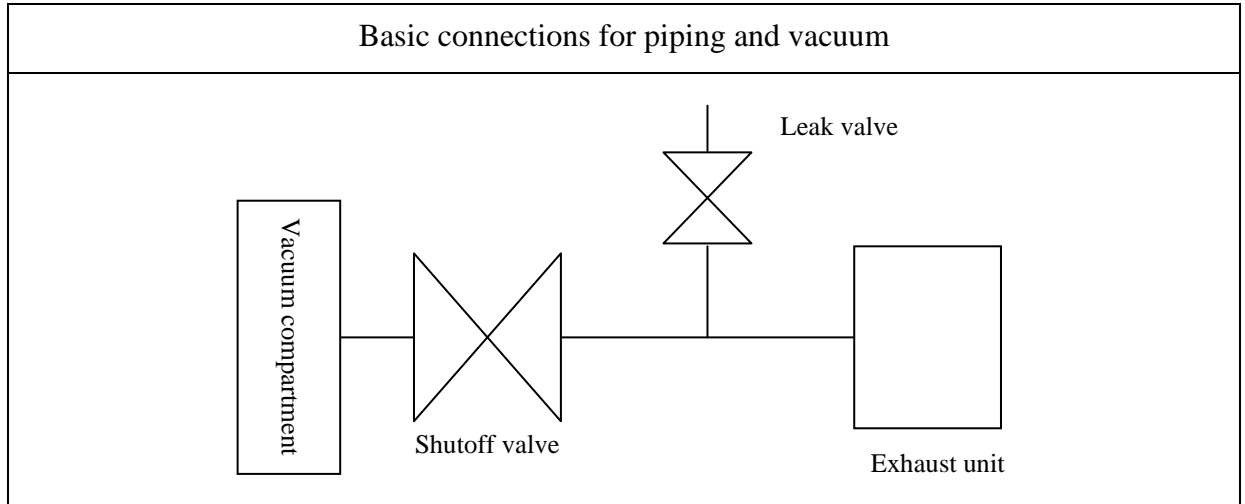 Basic connections for piping and vacuum
Leak valve
Vacuum compartment
Shutoff valve
Exhaust unit